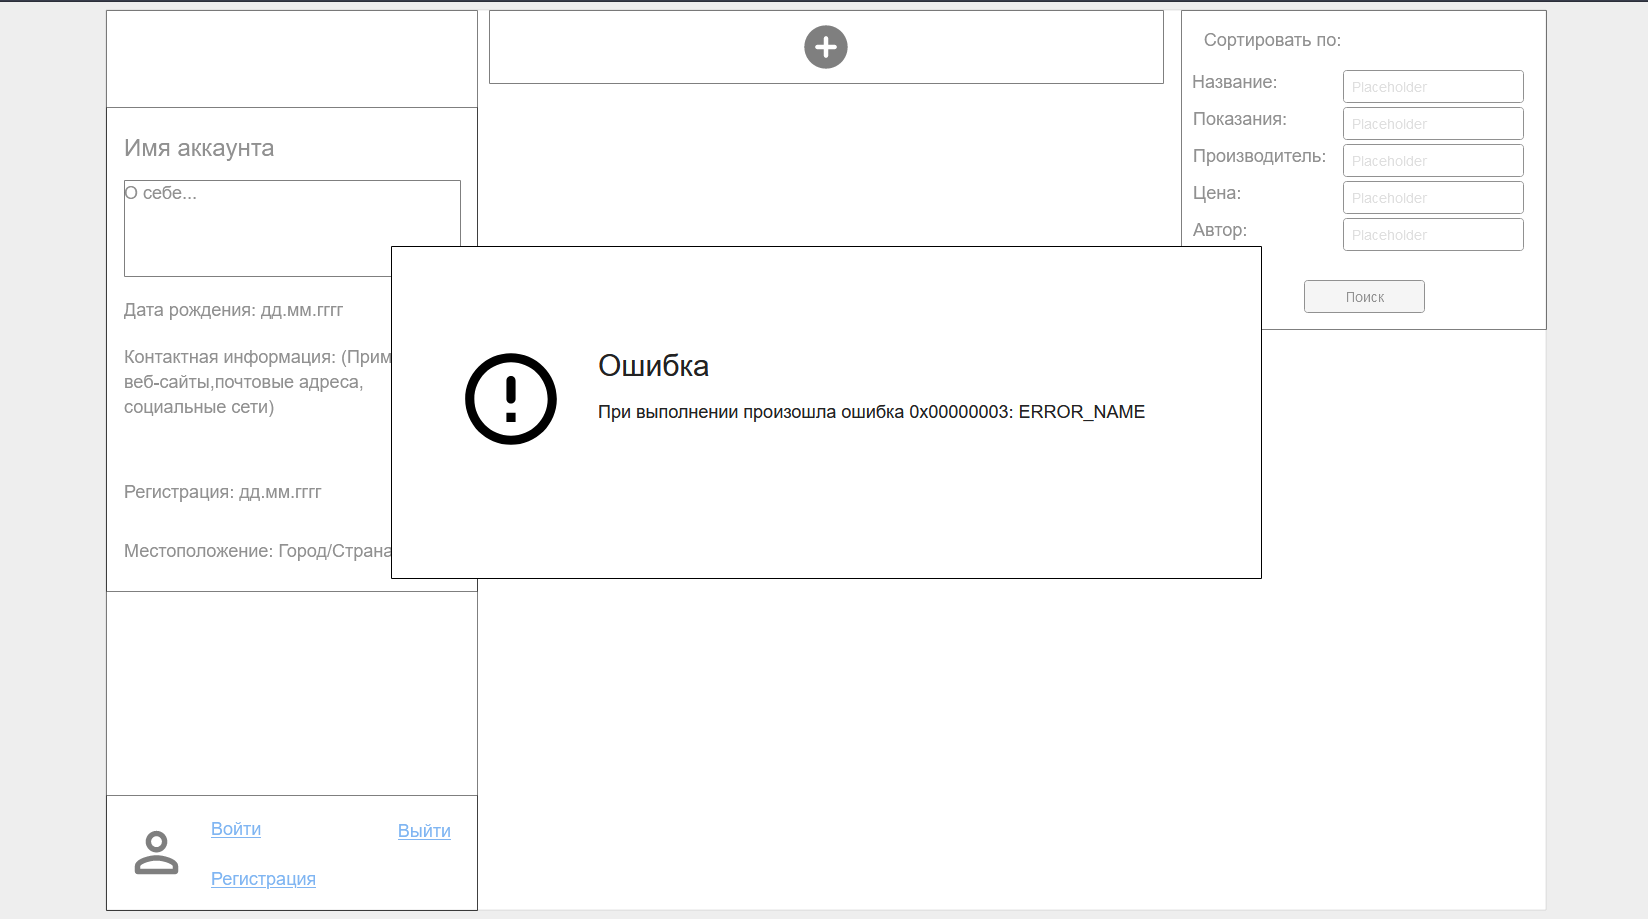 Имя аккаунта
О себе...
Дата рождения: дд.мм.гггг
Контактная информация: (Прим
веб-сайты,почтовые адреса,
социальные сети)
Регистрация: дд.мм.гггг
Местоположение: Город/Страна
Войти
Выйти
Регистрация
Ошибка
При выполнении произошла ошибка 0x00000003: ERROR_NAME
Сортировать по:
Название: Placeholder
Показания: Placeholder
Производитель: Placeholder
Цена: Placeholder
Автор: Placeholder
Поиск